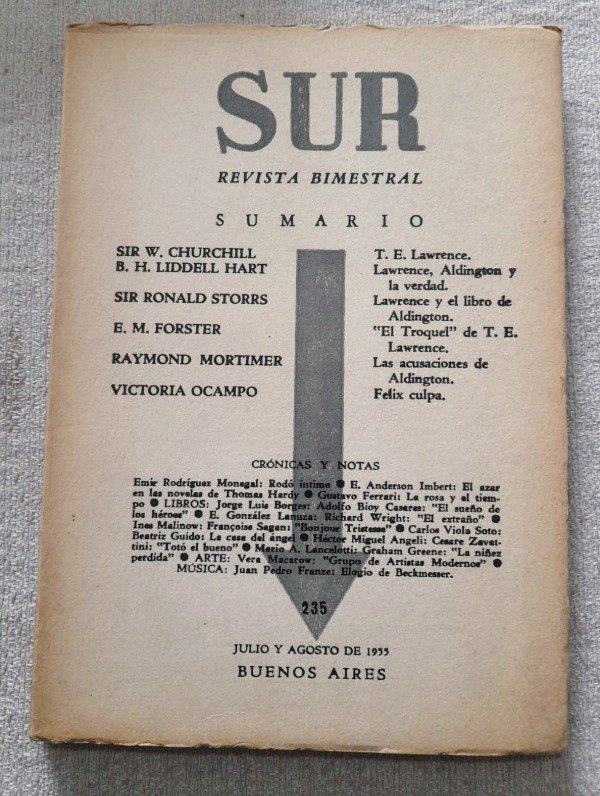 SUR
REVISTA BIMESTRAL
SUMARIO
SIR W. CHURCHILL T. E. Lawrence.
B. H. LIDDELL HART Lawrence, Aldington y
la verdad.
SIR RONALD STORRS Lawrence y el libro de
Aldington.
E. M. FORSTER "El Troquel" de T. E.
Lawrence.
RAYMOND MORTIMER Las acusaciones de
Aldington.
VICTORIA OCAMPO Felix culpa.
CRÓNICAS Y NOTAS
Emir Rodríguez Monegal: Rodó íntimo ● E. Anderson Imbert: El azar
en las novelas de Thomas Hardy ● Gustavo Ferrari: La rosa y el tiem-
po ● LIBROS: Jorge Luis Borges: Adolfo Bioy Casares: "El sueño de
los héroes" ● E. González Lanuza: Richard Wright: "El extraño" ●
Ines Malinow: Françoise Sagan: "Bonjour Tristesse" ● Carlos Viola Soto:
Beatriz Guido: La casa del ángel ● Héctor Miguel Angeli: Cesare Zavat-
tini: "Totó el bueno" ● Mario A. Lancelotti: Graham Greene: "La niñez
perdida" ● ARTE: Vera Macarow: "Grupo de Artistas Modernos" ●
MÚSICA: Juan Pedro Franze: Elogio de Beckmesser.
235
JULIO Y AGOSTO DE 1955
BUENOS AIRES